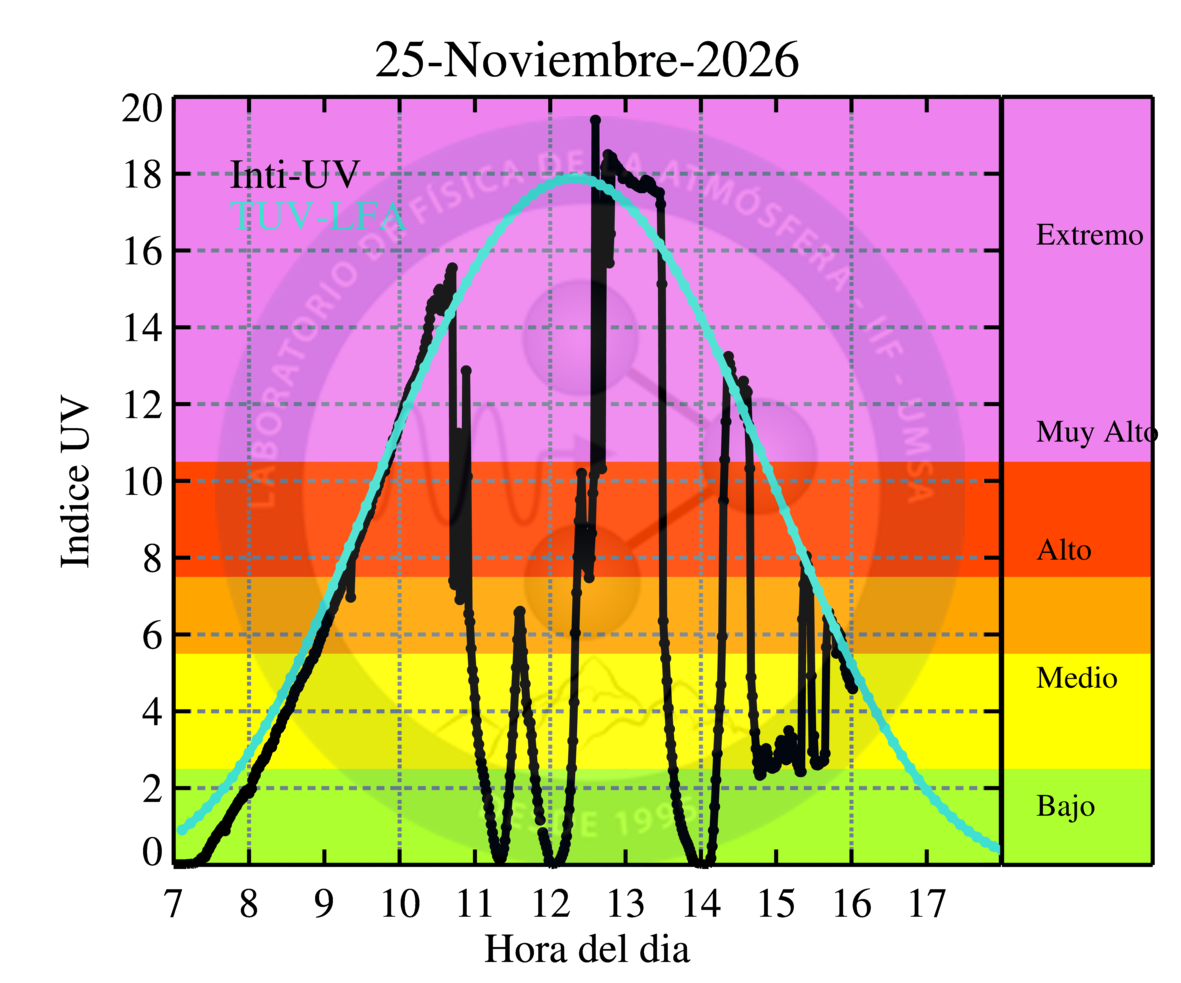 25-Noviembre-2026
20
18
16
14
12
10
8
6
4
2
0
Indice UV
Inti-UV
TUV-LFA
LABORATORIO DE FÍSICA DE LA ATMÓSFERA - IIF - UMSA
DESDE 1995
Extremo
Muy Alto
Alto
Medio
Bajo
7 8 9 10 11 12 13 14 15 16 17
Hora del dia